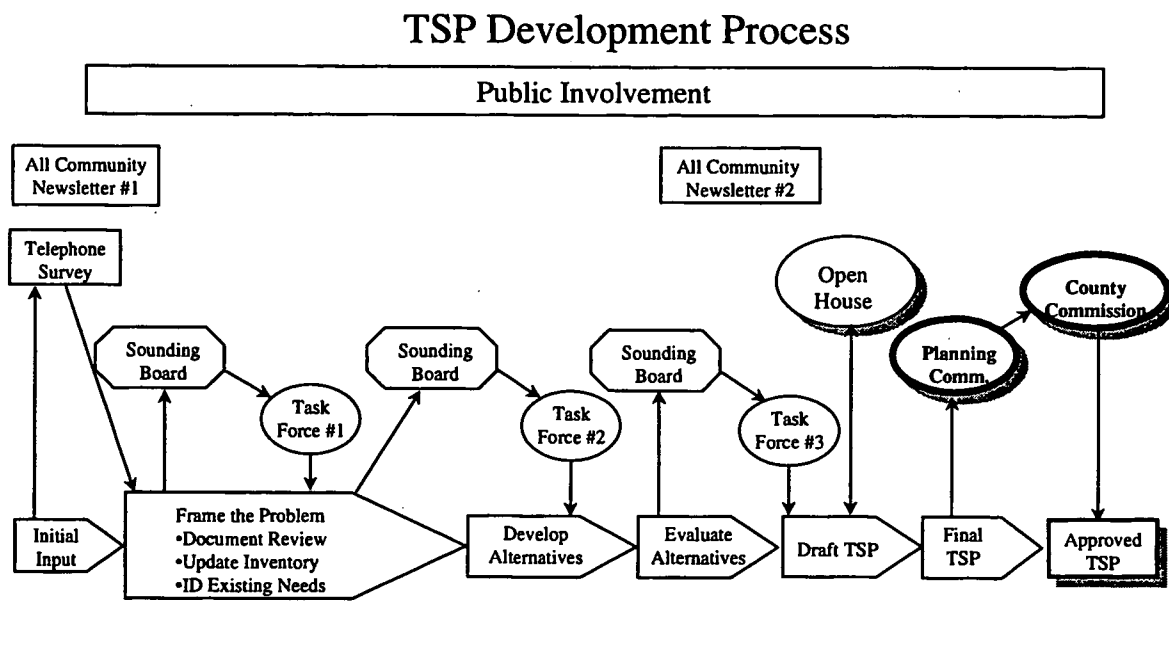 TSP Development Process
Public Involvement
All Community
Newsletter #1
All Community
Newsletter #2
Telephone
Survey
Open
House
County
Commission
Sounding
Board
Sounding
Board
Sounding
Board
Planning
Comm.
Task
Force #1
Task
Force #2
Task
Force #3
Initial
Input
Frame the Problem
•Document Review
•Update Inventory
•ID Existing Needs
Develop
Alternatives
Evaluate
Alternatives
Draft TSP
Final
TSP
Approved
TSP